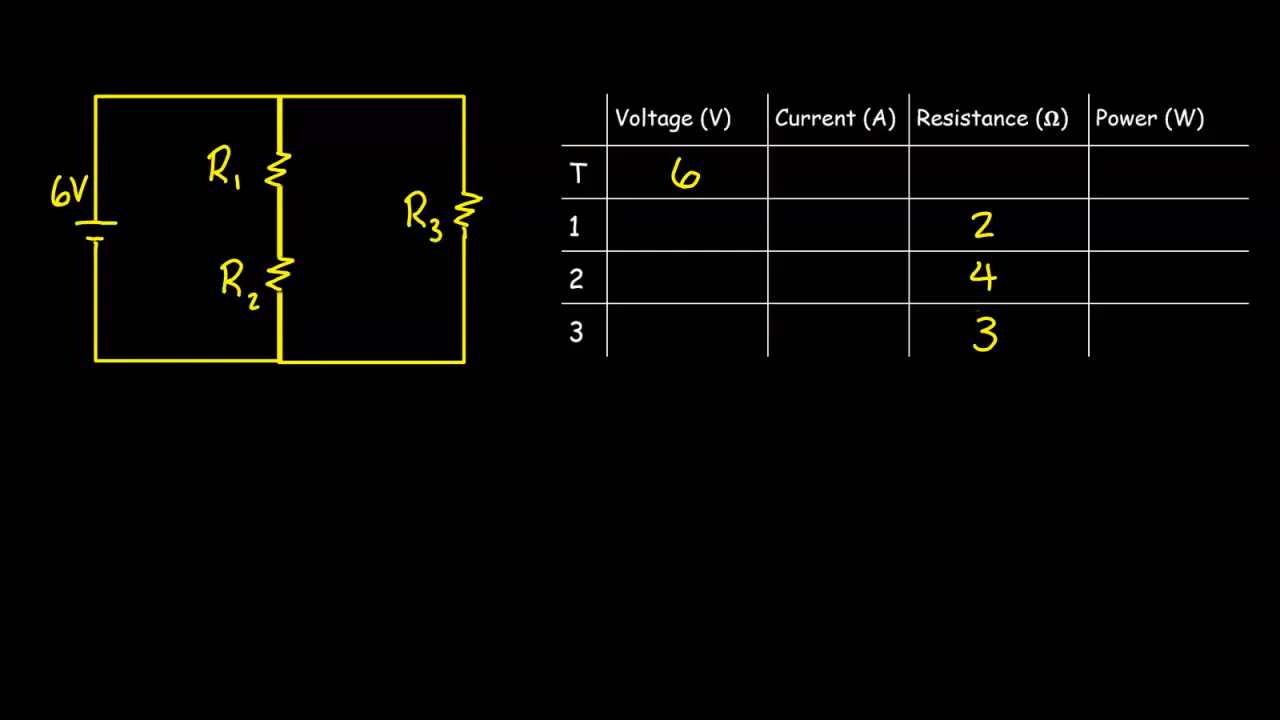 6V
R₁
R₂
R₃
Voltage (V) Current (A) Resistance (Ω) Power (W)
T 6
1 2
2 4
3 3